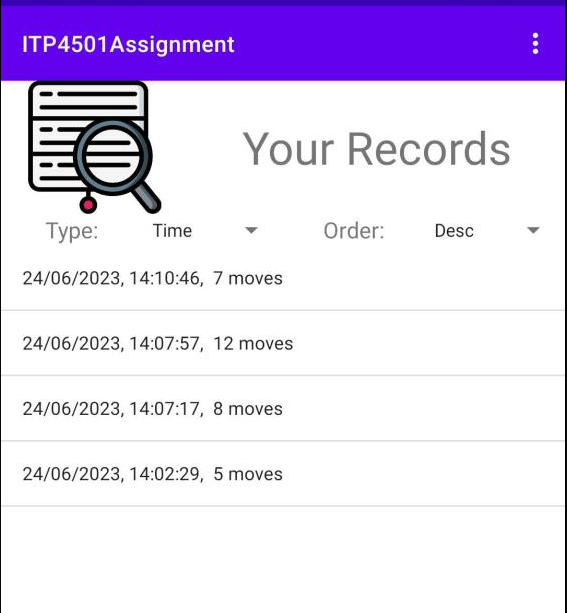 ITP4501Assignment
Your Records
Type: Time Order: Desc
24/06/2023, 14:10:46,  7 moves
24/06/2023, 14:07:57,  12 moves
24/06/2023, 14:07:17,  8 moves
24/06/2023, 14:02:29,  5 moves